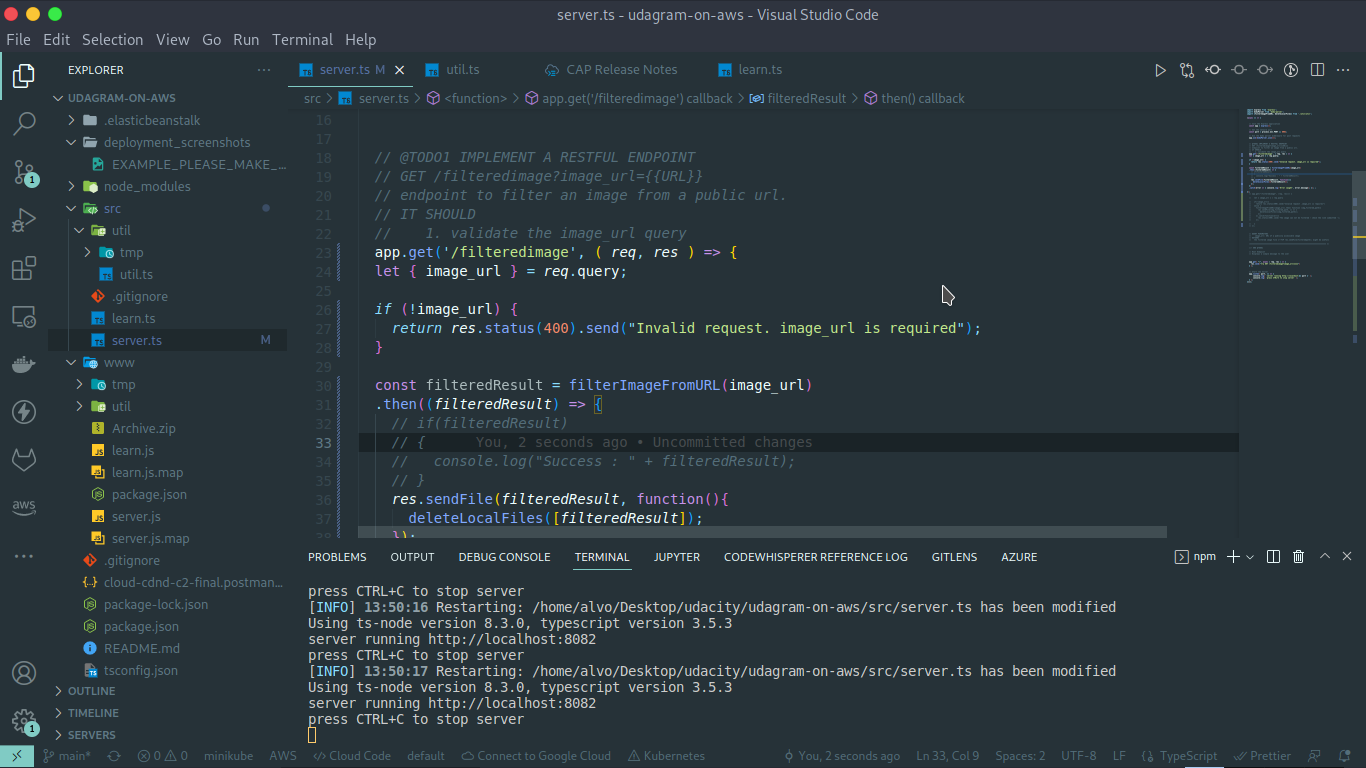 server.ts - udagram-on-aws - Visual Studio Code
File Edit Selection View Go Run Terminal Help
EXPLORER
server.ts M
util.ts
CAP Release Notes
learn.ts
UDAGRAM-ON-AWS
.elasticbeanstalk
deployment_screenshots
EXAMPLE_PLEASE_MAKE_...
node_modules
src
util
tmp
util.ts
.gitignore
learn.ts
server.ts M
www
tmp
util
Archive.zip
learn.js
learn.js.map
package.json
server.js
server.js.map
.gitignore
cloud-cdnd-c2-final.postman...
package-lock.json
package.json
README.md
tsconfig.json
OUTLINE
TIMELINE
SERVERS
aws
1
1
src > server.ts > <function> > app.get('/filteredimage') callback > filteredResult > then() callback
16
17
18 // @TODO1 IMPLEMENT A RESTFUL ENDPOINT
19 // GET /filteredimage?image_url={{URL}}
20 // endpoint to filter an image from a public url.
21 // IT SHOULD
22 //    1. validate the image_url query
23 app.get('/filteredimage', ( req, res ) => {
24 let { image_url } = req.query;
25
26 if (!image_url) {
27   return res.status(400).send("Invalid request. image_url is required");
28 }
29
30 const filteredResult = filterImageFromURL(image_url)
31 .then((filteredResult) => {
32   // if(filteredResult)
33   // {      You, 2 seconds ago • Uncommitted changes
34   //   console.log("Success : " + filteredResult);
35   // }
36   res.sendFile(filteredResult, function(){
37     deleteLocalFiles([filteredResult]);
38   });
PROBLEMS OUTPUT DEBUG CONSOLE TERMINAL JUPYTER CODEWHISPERER REFERENCE LOG GITLENS AZURE
npm
press CTRL+C to stop server
[INFO] 13:50:16 Restarting: /home/alvo/Desktop/udacity/udagram-on-aws/src/server.ts has been modified
Using ts-node version 8.3.0, typescript version 3.5.3
server running http://localhost:8082
press CTRL+C to stop server
[INFO] 13:50:17 Restarting: /home/alvo/Desktop/udacity/udagram-on-aws/src/server.ts has been modified
Using ts-node version 8.3.0, typescript version 3.5.3
server running http://localhost:8082
press CTRL+C to stop server
main* 0 0 minikube AWS Cloud Code default Connect to Google Cloud Kubernetes You, 2 seconds ago Ln 33, Col 9 Spaces: 2 UTF-8 LF TypeScript Prettier